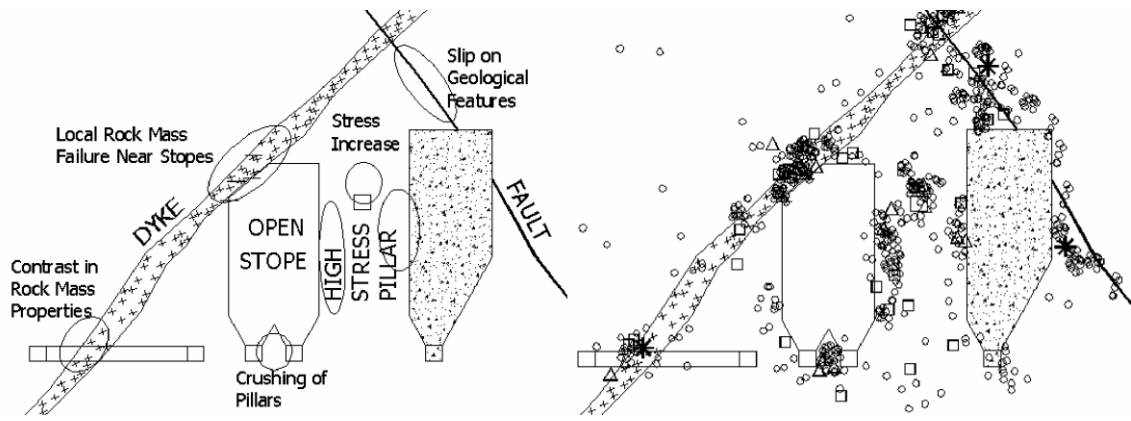 Slip on
Geological
Features
Stress
Increase
Local Rock Mass
Failure Near Stopes
DYKE
FAULT
OPEN
STOPE
HIGH
STRESS
PILLAR
Contrast in
Rock Mass
Properties
Crushing of
Pillars